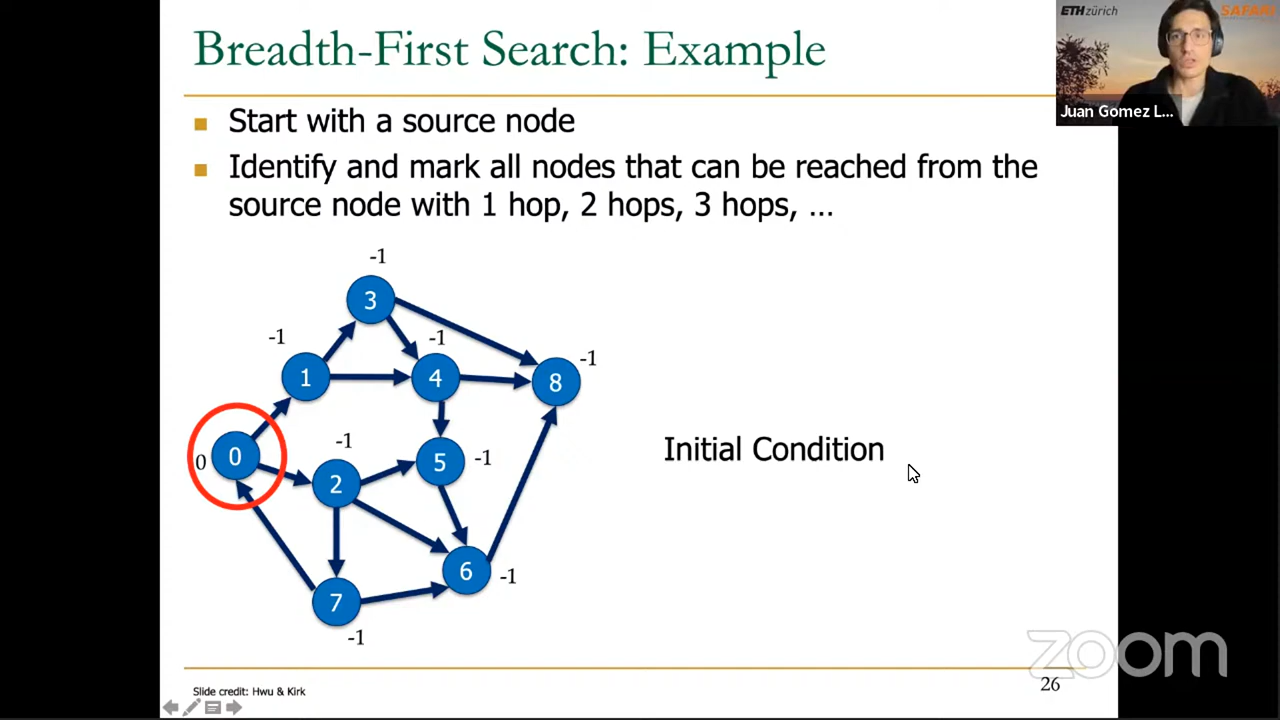 Breadth-First Search: Example
ETHzürich
SAFARI
Juan Gomez L...
■ Start with a source node
■ Identify and mark all nodes that can be reached from the
source node with 1 hop, 2 hops, 3 hops, ...
-1
3
-1
-1
-1
1
4
8
0
0
-1
2
5
-1
Initial Condition
6
-1
7
-1
zoom
Slide credit: Hwu & Kirk
26